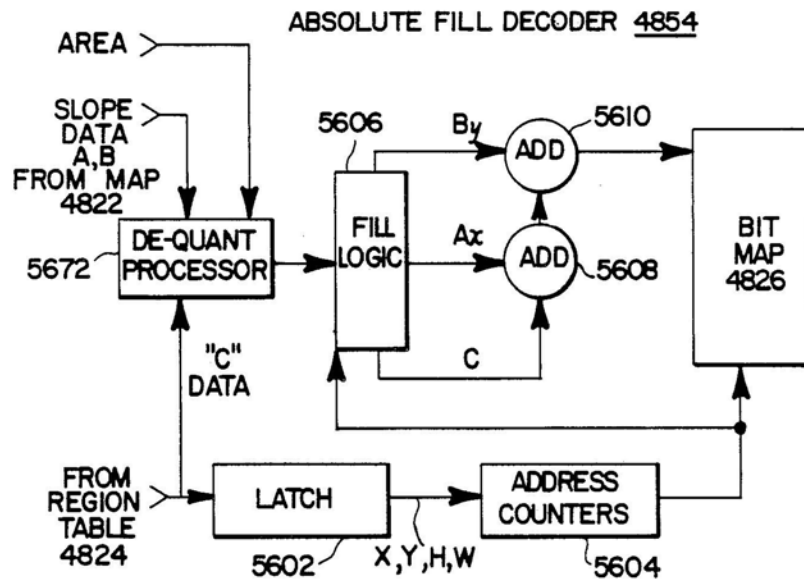 ABSOLUTE FILL DECODER 4854
AREA
SLOPE
DATA
A,B
FROM MAP
4822
5672
DE-QUANT
PROCESSOR
5606
FILL
LOGIC
By
Ax
C
ADD
5610
ADD
5608
BIT
MAP
4826
"C"
DATA
FROM
REGION
TABLE
4824
LATCH
5602
X,Y,H,W
ADDRESS
COUNTERS
5604